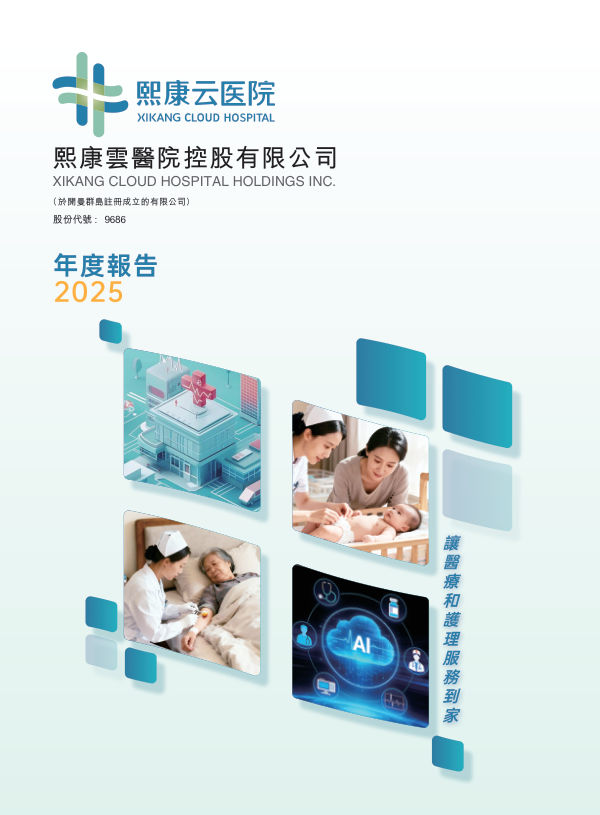 熙康云医院
XIKANG CLOUD HOSPITAL
熙康雲醫院控股有限公司
XIKANG CLOUD HOSPITAL HOLDINGS INC.
（於開曼群島註冊成立的有限公司）
股份代號： 9686
年度報告
2025
讓醫療和護理服務到家
AI